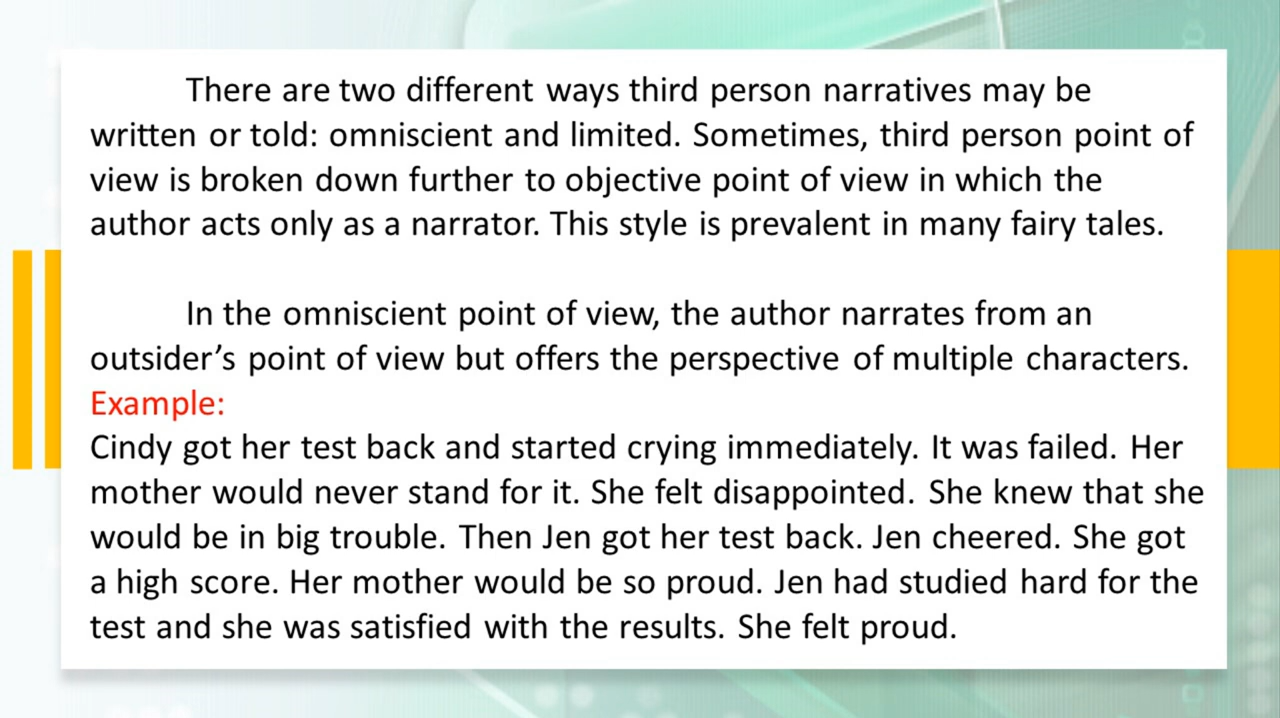 There are two different ways third person narratives may be
written or told: omniscient and limited. Sometimes, third person point of
view is broken down further to objective point of view in which the
author acts only as a narrator. This style is prevalent in many fairy tales.
In the omniscient point of view, the author narrates from an
outsider’s point of view but offers the perspective of multiple characters.
Example:
Cindy got her test back and started crying immediately. It was failed. Her
mother would never stand for it. She felt disappointed. She knew that she
would be in big trouble. Then Jen got her test back. Jen cheered. She got
a high score. Her mother would be so proud. Jen had studied hard for the
test and she was satisfied with the results. She felt proud.